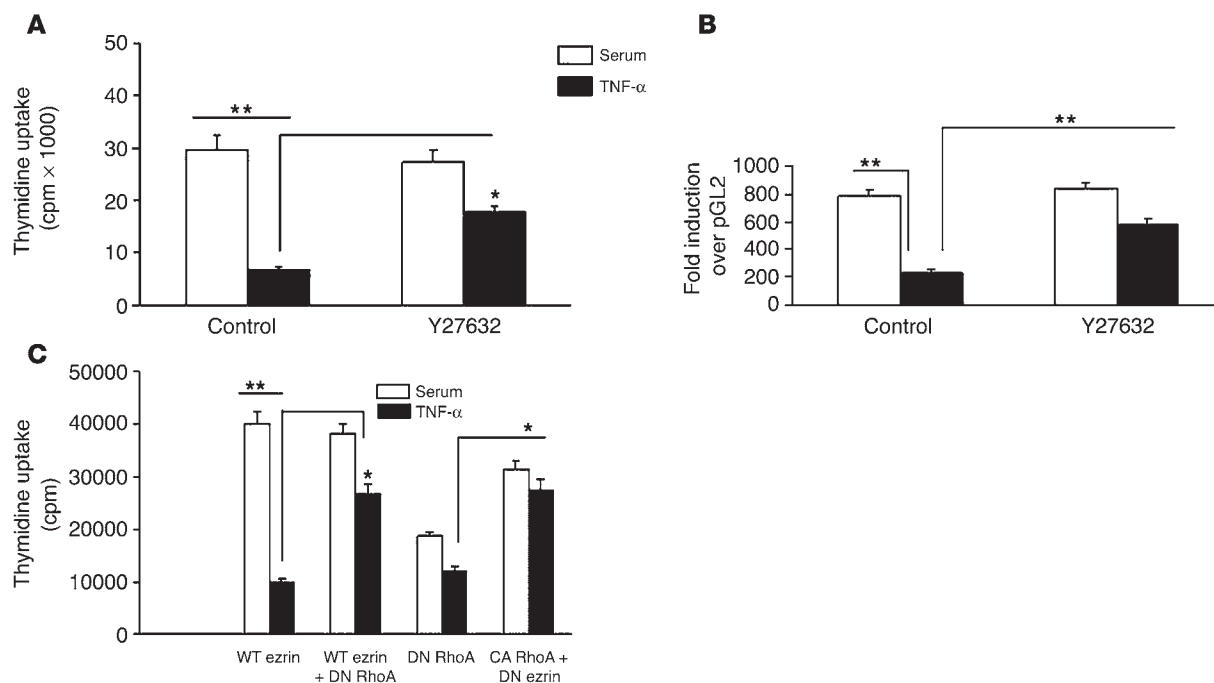 A
Thymidine uptake
(cpm × 1000)
50
40
30
20
10
0
**
*
Serum
TNF-α
Control
Y27632
B
Fold induction
over pGL2
1000
800
600
400
200
0
**
**
Control
Y27632
C
Thymidine uptake
(cpm)
50000
40000
30000
20000
10000
0
**
*
*
Serum
TNF-α
WT ezrin
WT ezrin
+ DN RhoA
DN RhoA
CA RhoA +
DN ezrin